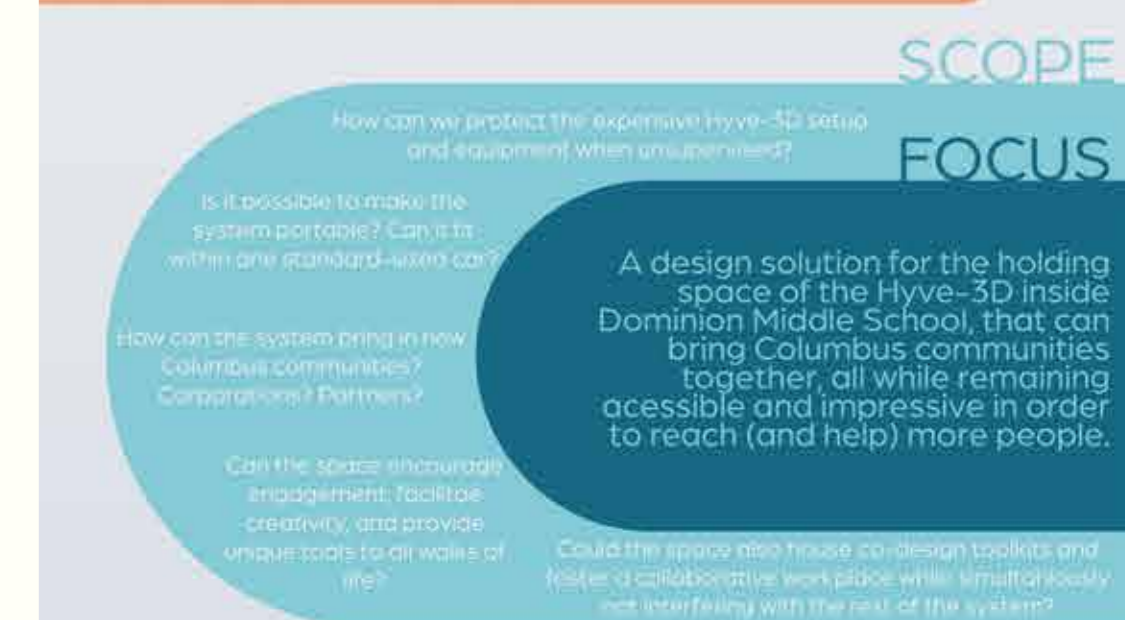 SCOPE
How can we protect the expensive Hyve-3D setup
and equipment when unsupervised?
FOCUS
Is it possible to make the
system portable? Can it fit
within one standard-sized car?
A design solution for the holding
space of the Hyve-3D inside
Dominion Middle School, that can
bring Columbus communities
together, all while remaining
acessible and impressive in order
to reach (and help) more people.
How can the system bring in new
Columbus communities?
Corporations? Partners?
Can the space encourage
engagement, facilitae
creativity, and provide
unique tools to all walks of
life?
Could the space also house co-design toolkits and
foster a collaborative work place while simultaniously
not interfering with the rest of the system?